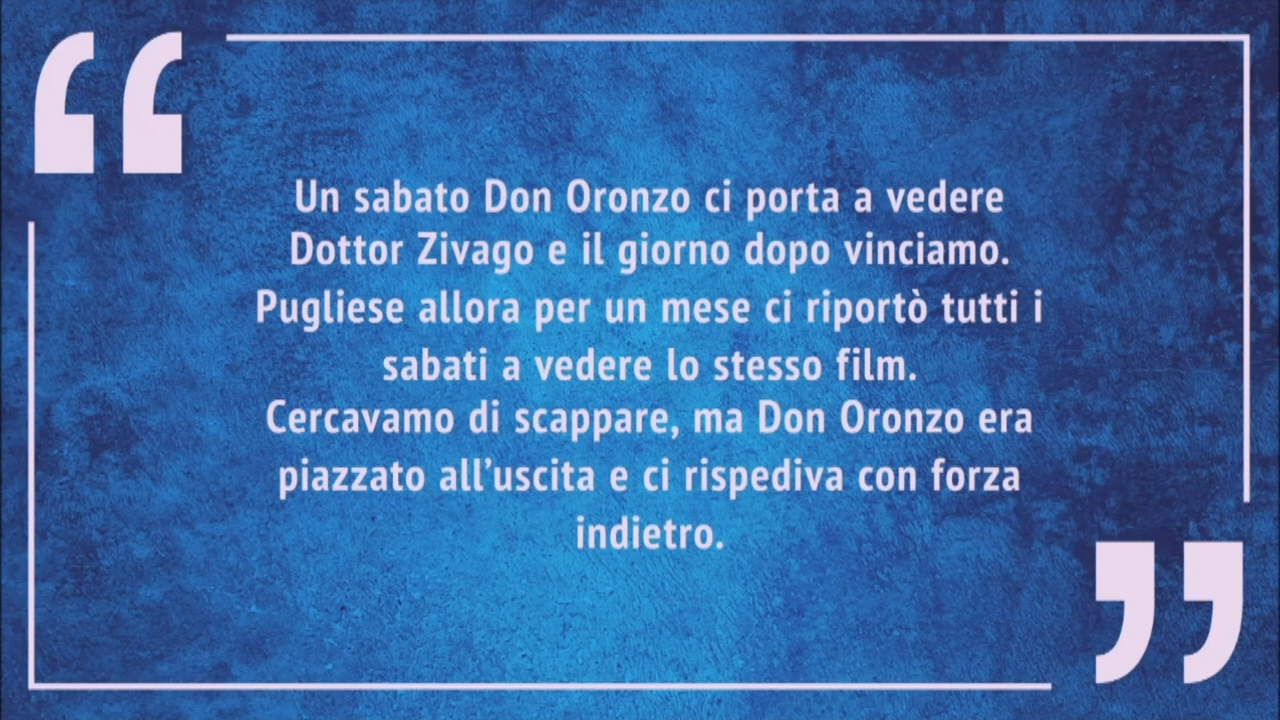 Un sabato Don Oronzo ci porta a vedere
Dottor Zivago e il giorno dopo vinciamo.
Pugliese allora per un mese ci riportò tutti i
sabati a vedere lo stesso film.
Cercavamo di scappare, ma Don Oronzo era
piazzato all’uscita e ci rispediva con forza
indietro.